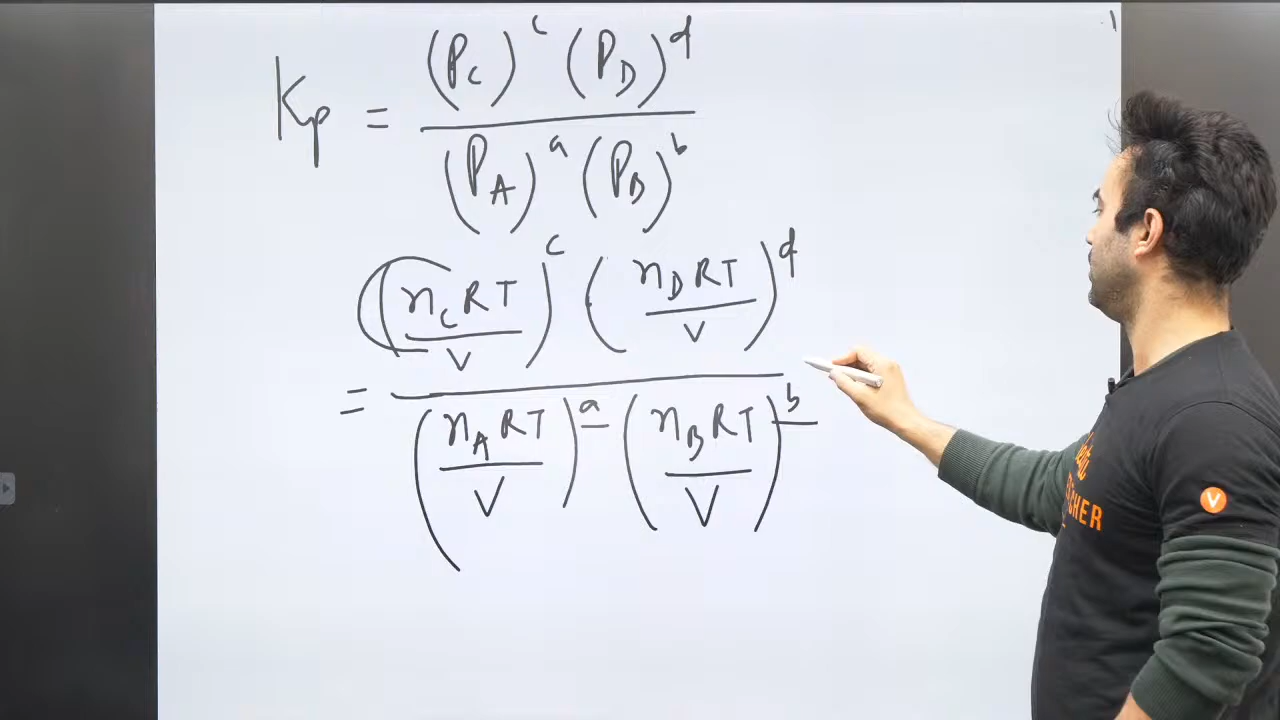 Kp = (PC)^c (PD)^d / (PA)^a (PB)^b
= (nCRT / V)^c (nDRT / V)^d / (nART / V)^a (nBRT / V)^b
V